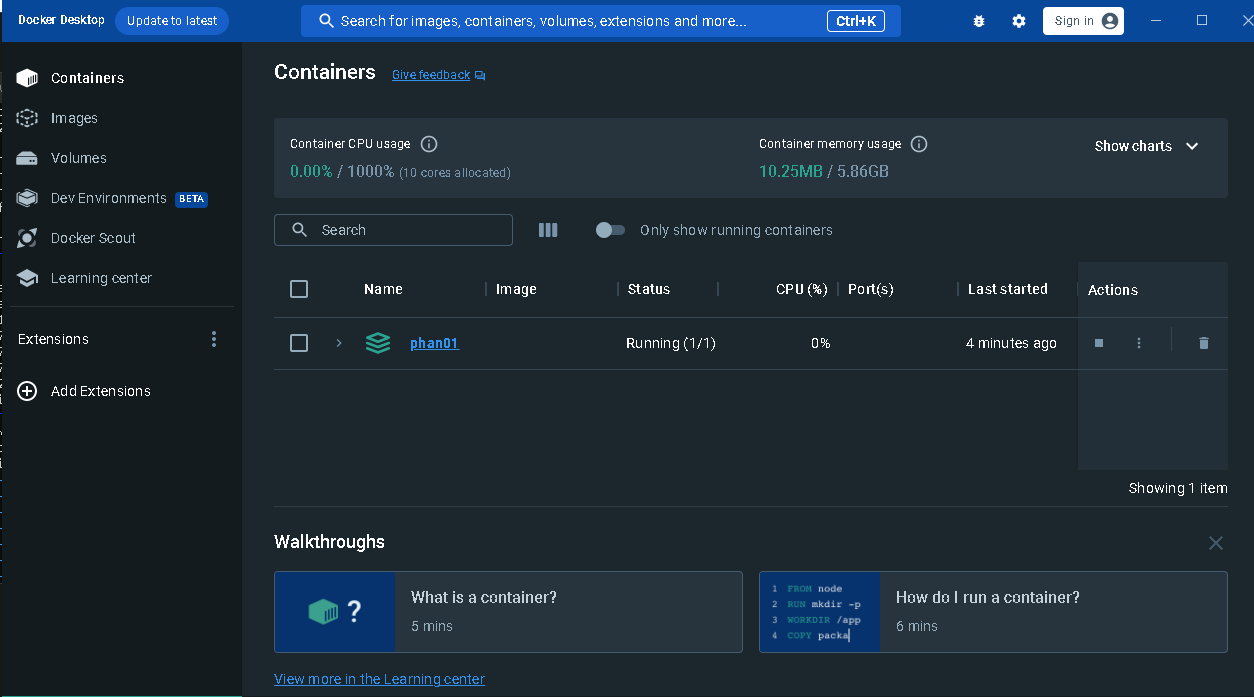 Docker Desktop Update to latest Search for images, containers, volumes, extensions and more... Ctrl+K Sign in
Containers
Images
Volumes
Dev Environments BETA
Docker Scout
Learning center
Extensions
Add Extensions
Containers Give feedback
Container CPU usage
0.00% / 1000% (10 cores allocated)
Container memory usage
10.25MB / 5.86GB
Show charts
Search Only show running containers
Name Image Status CPU (%) Port(s) Last started Actions
phan01 Running (1/1) 0% 4 minutes ago
Showing 1 item
Walkthroughs
?
What is a container?
5 mins
1 FROM node
2 RUN mkdir -p
3 WORKDIR /app
4 COPY packa
How do I run a container?
6 mins
View more in the Learning center